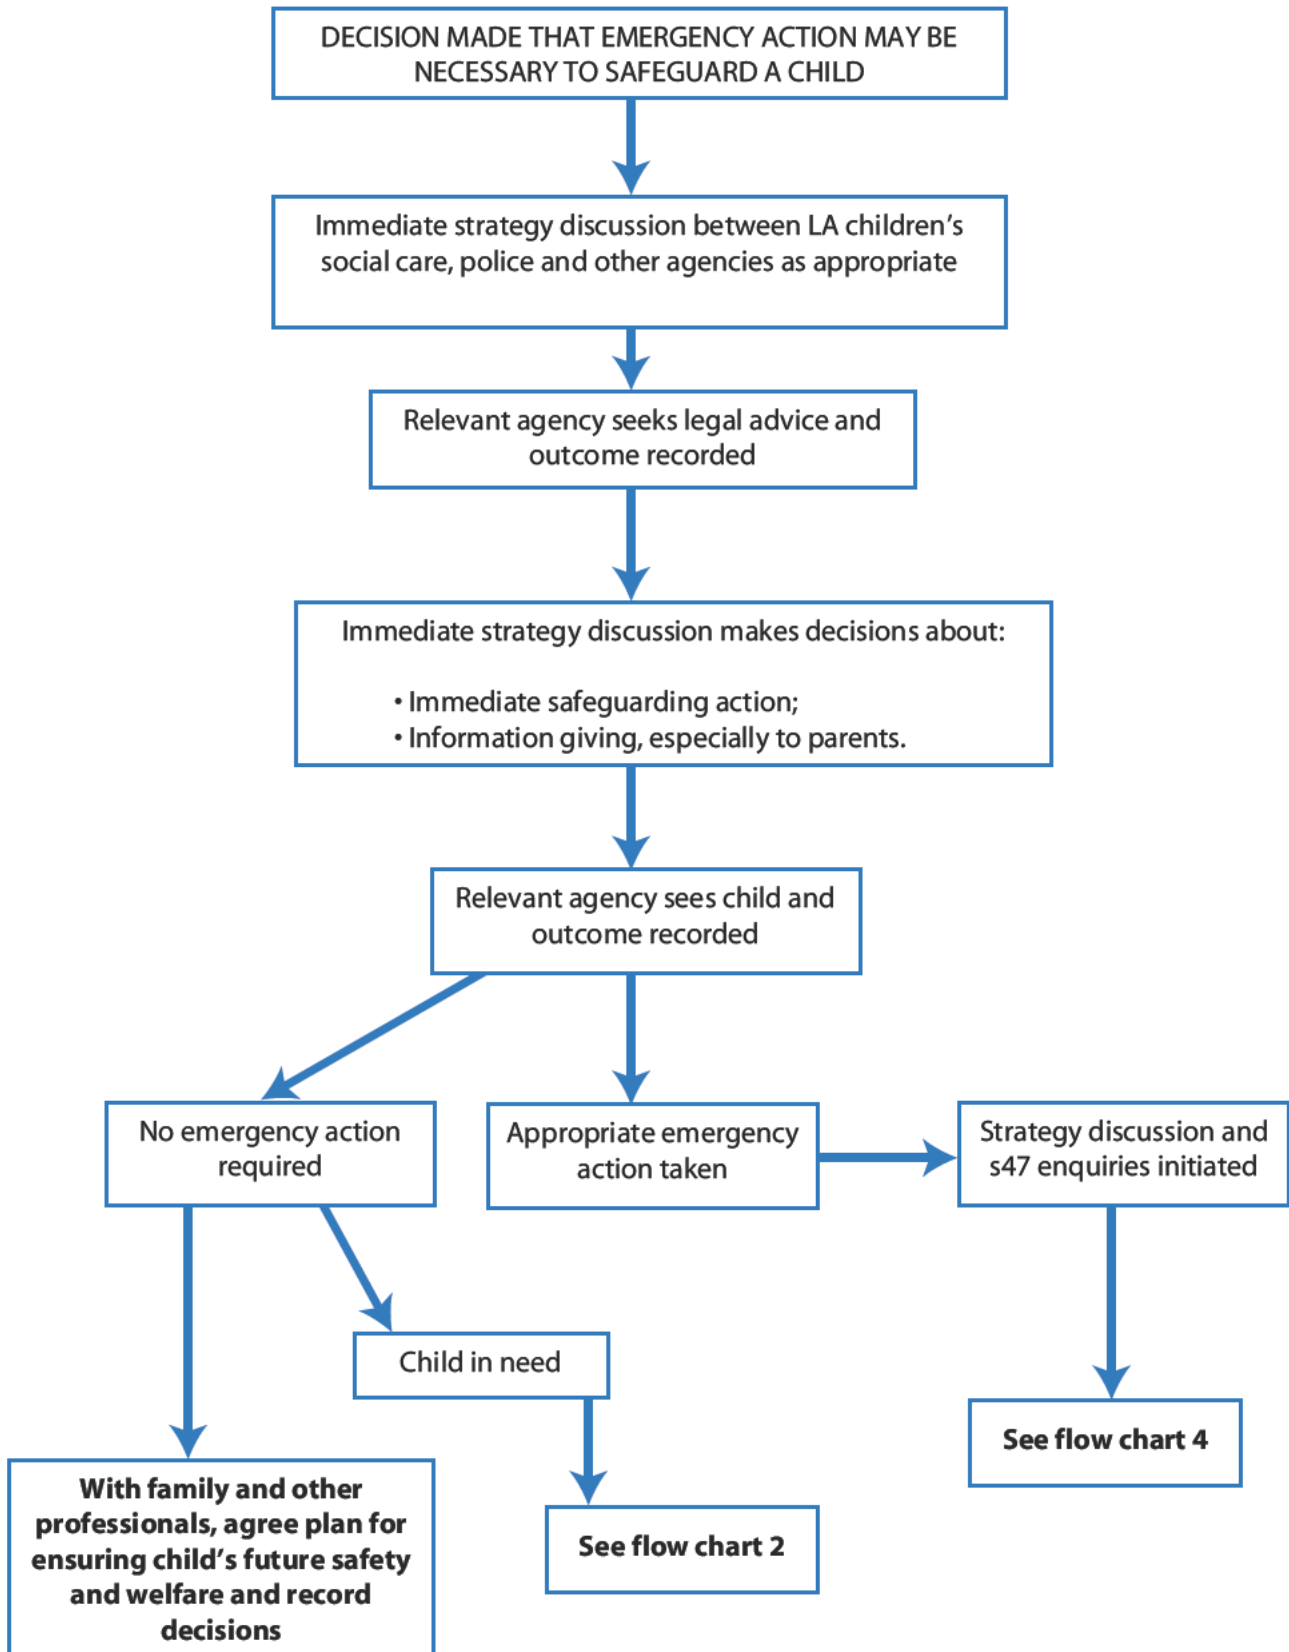 DECISION MADE THAT EMERGENCY ACTION MAY BE
NECESSARY TO SAFEGUARD A CHILD
Immediate strategy discussion between LA children’s
social care, police and other agencies as appropriate
Relevant agency seeks legal advice and
outcome recorded
Immediate strategy discussion makes decisions about:
• Immediate safeguarding action;
• Information giving, especially to parents.
Relevant agency sees child and
outcome recorded
No emergency action
required
Appropriate emergency
action taken
Strategy discussion and
s47 enquiries initiated
Child in need
See flow chart 4
With family and other
professionals, agree plan for
ensuring child’s future safety
and welfare and record
decisions
See flow chart 2